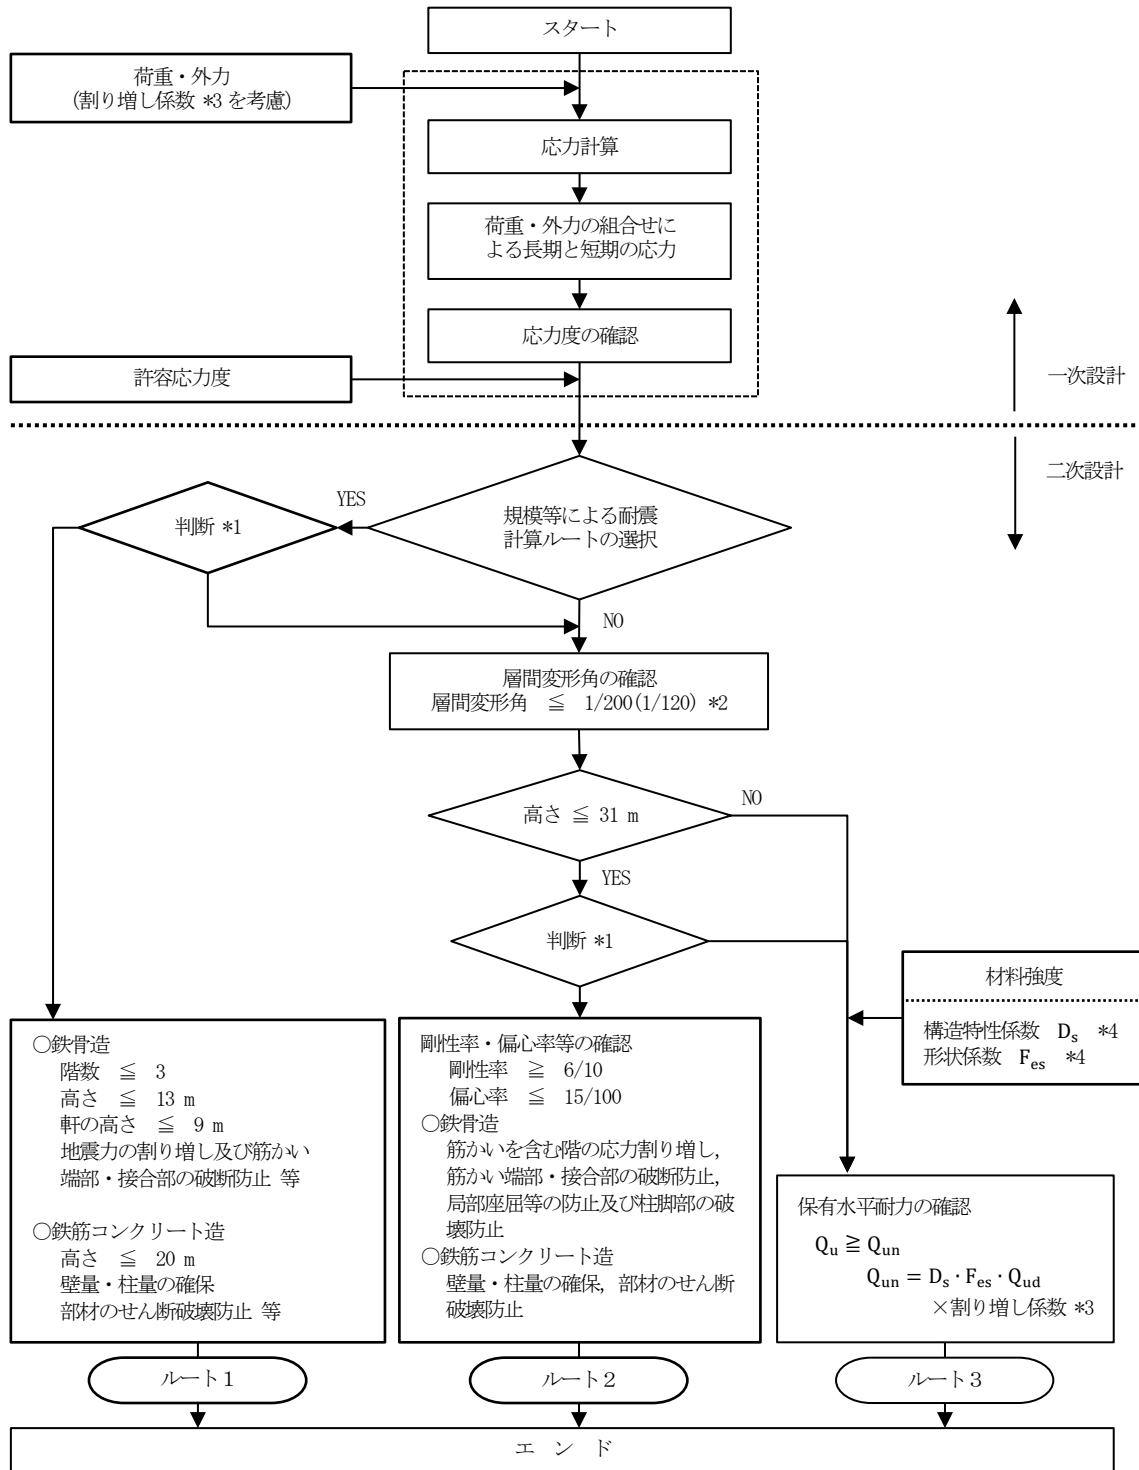 スタート
荷重・外力
(割り増し係数 *3 を考慮)
応力計算
荷重・外力の組合せに
よる長期と短期の応力
応力度の確認
許容応力度
一次設計
二次設計
規模等による耐震
計算ルートの選択
YES
判断 *1
NO
層間変形角の確認
層間変形角 ≦ 1/200(1/120) *2
高さ ≦ 31 m
NO
YES
判断 *1
材料強度
構造特性係数 Ds *4
形状係数 Fes *4
○鉄骨造
階数 ≦ 3
高さ ≦ 13 m
軒の高さ ≦ 9 m
地震力の割り増し及び筋かい
端部・接合部の破断防止 等
○鉄筋コンクリート造
高さ ≦ 20 m
壁量・柱量の確保
部材のせん断破壊防止 等
剛性率・偏心率等の確認
剛性率 ≧ 6/10
偏心率 ≦ 15/100
○鉄骨造
筋かいを含む階の応力割り増し,
筋かい端部・接合部の破断防止,
局部座屈等の防止及び柱脚部の破
壊防止
○鉄筋コンクリート造
壁量・柱量の確保, 部材のせん断
破壊防止
保有水平耐力の確認
Qu ≧ Qun
Qun = Ds · Fes · Qud
×割り増し係数 *3
ルート1
ルート2
ルート3
エ ン ド